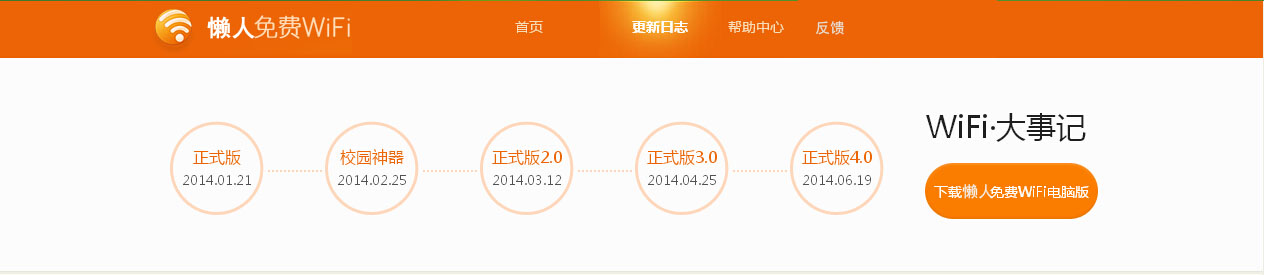 懒人免费WiFi
首页 更新日志 帮助中心 反馈
WiFi·大事记
正式版 校园神器 正式版2.0 正式版3.0 正式版4.0
2014.01.21 2014.02.25 2014.03.12 2014.04.25 2014.06.19
下载懒人免费WiFi电脑版